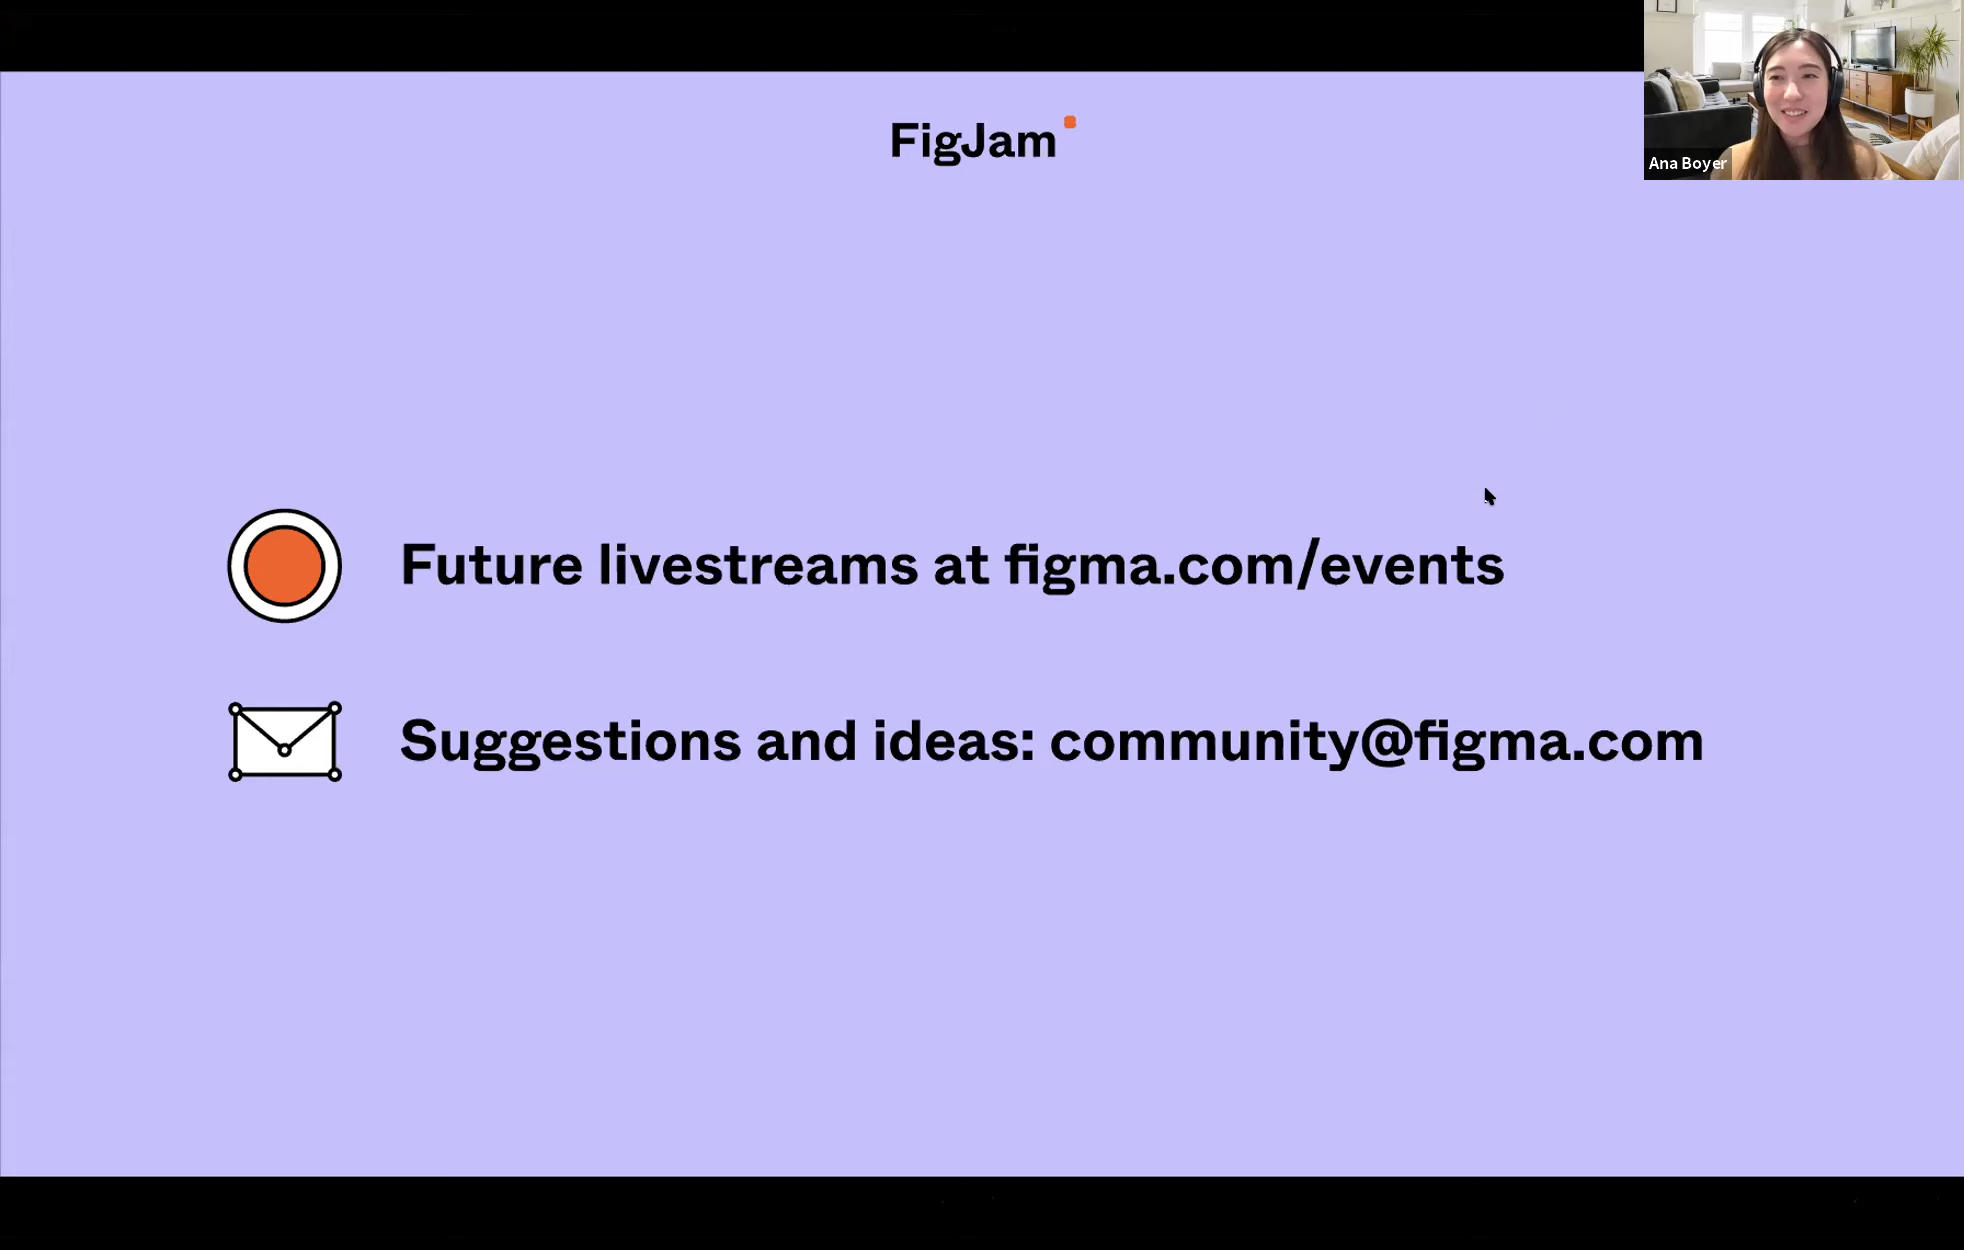 FigJam
Ana Boyer
Future livestreams at figma.com/events
Suggestions and ideas: community@figma.com